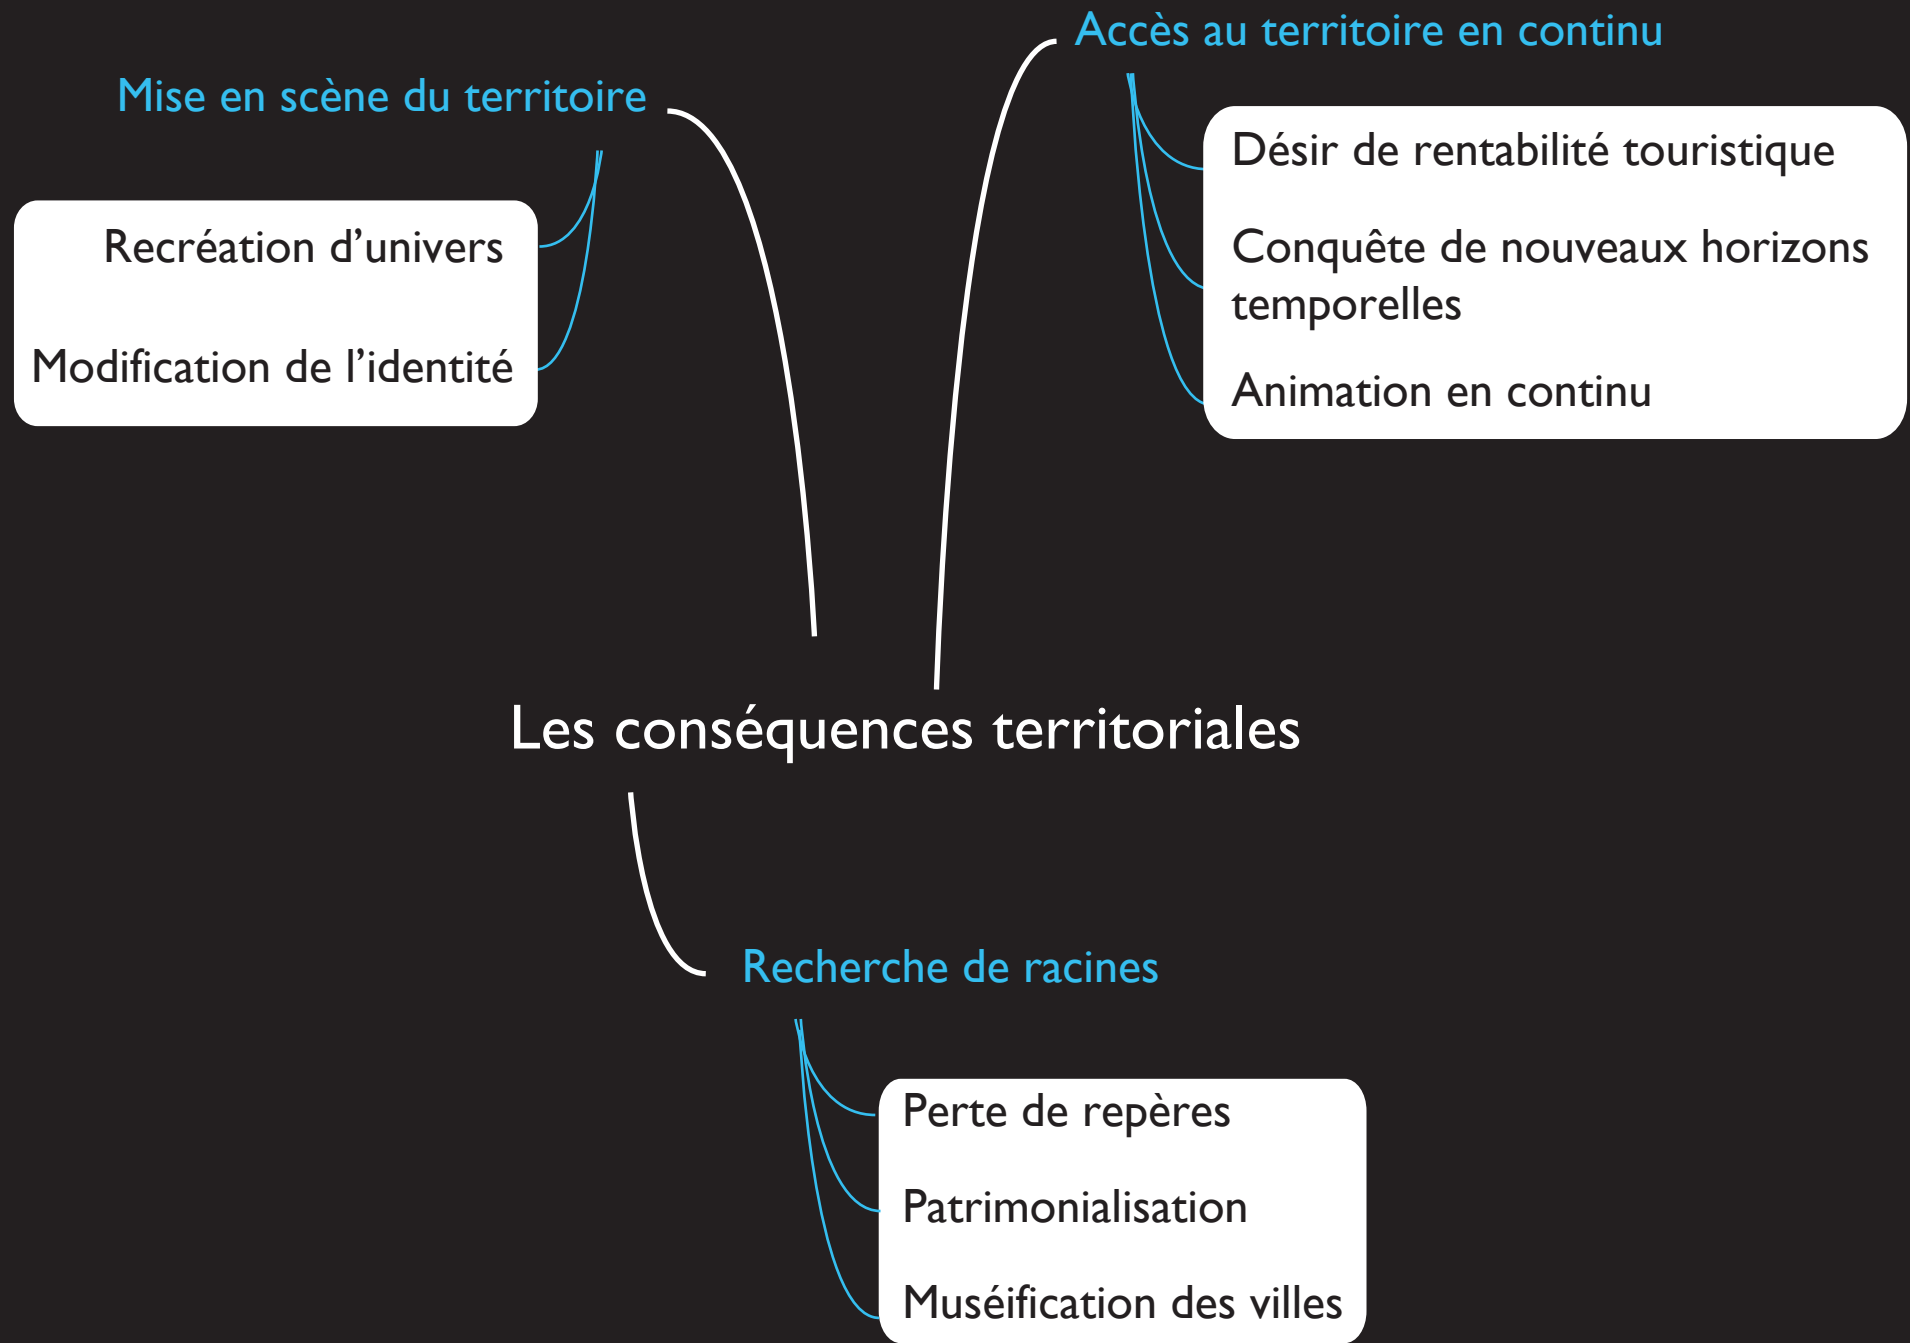 Accès au territoire en continu
Mise en scène du territoire
Désir de rentabilité touristique
Recréation d’univers
Conquête de nouveaux horizons
temporelles
Modification de l’identité
Animation en continu
Les conséquences territoriales
Recherche de racines
Perte de repères
Patrimonialisation
Muséification des villes